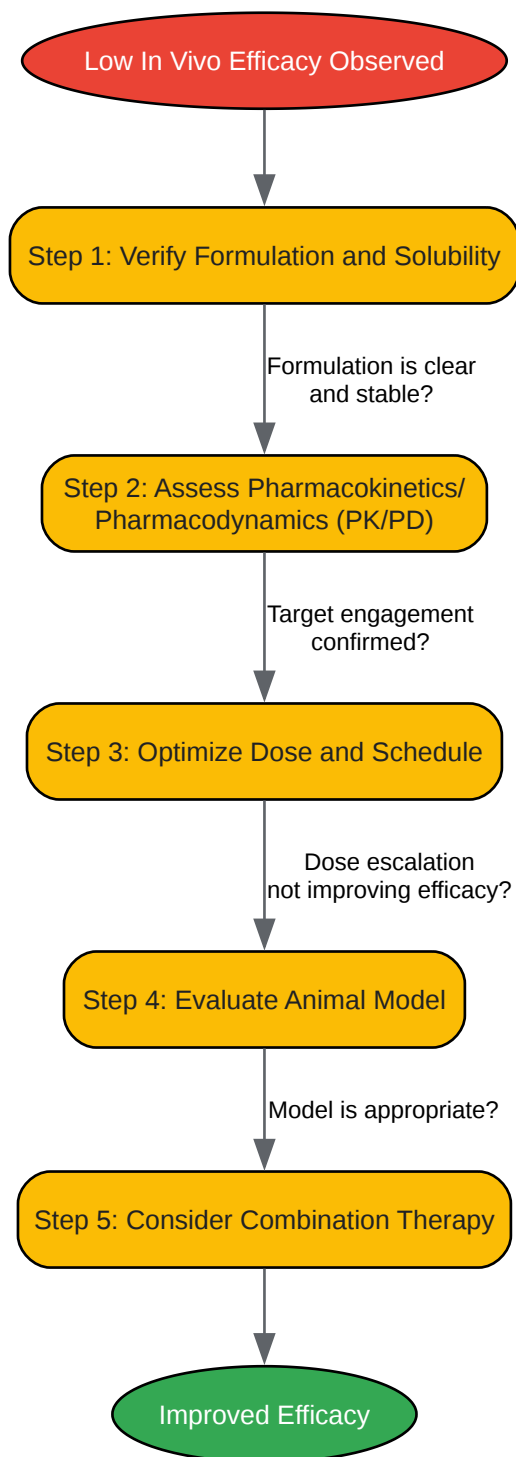 Low In Vivo Efficacy Observed
Step 1: Verify Formulation and Solubility
Formulation is clear
and stable?
Step 2: Assess Pharmacokinetics/
Pharmacodynamics (PK/PD)
Target engagement
confirmed?
Step 3: Optimize Dose and Schedule
Dose escalation
not improving efficacy?
Step 4: Evaluate Animal Model
Model is appropriate?
Step 5: Consider Combination Therapy
Improved Efficacy